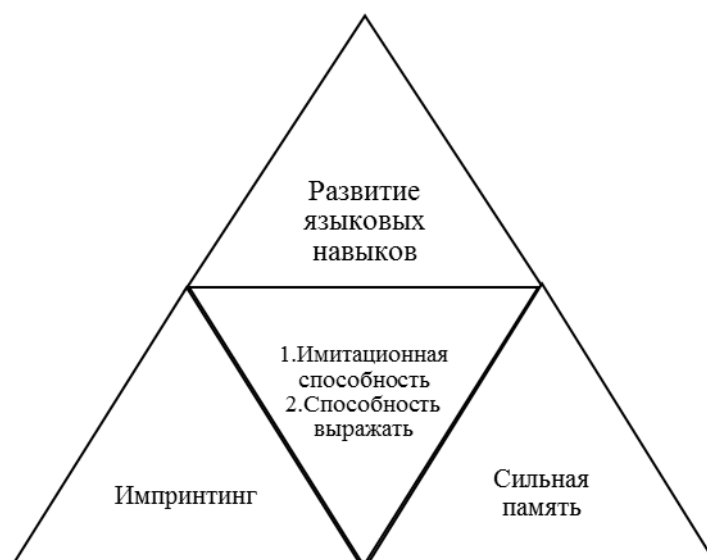 Развитие
языковых
навыков
1.Имитационная
способность
2.Способность
выражать
Импринтинг
Сильная
память